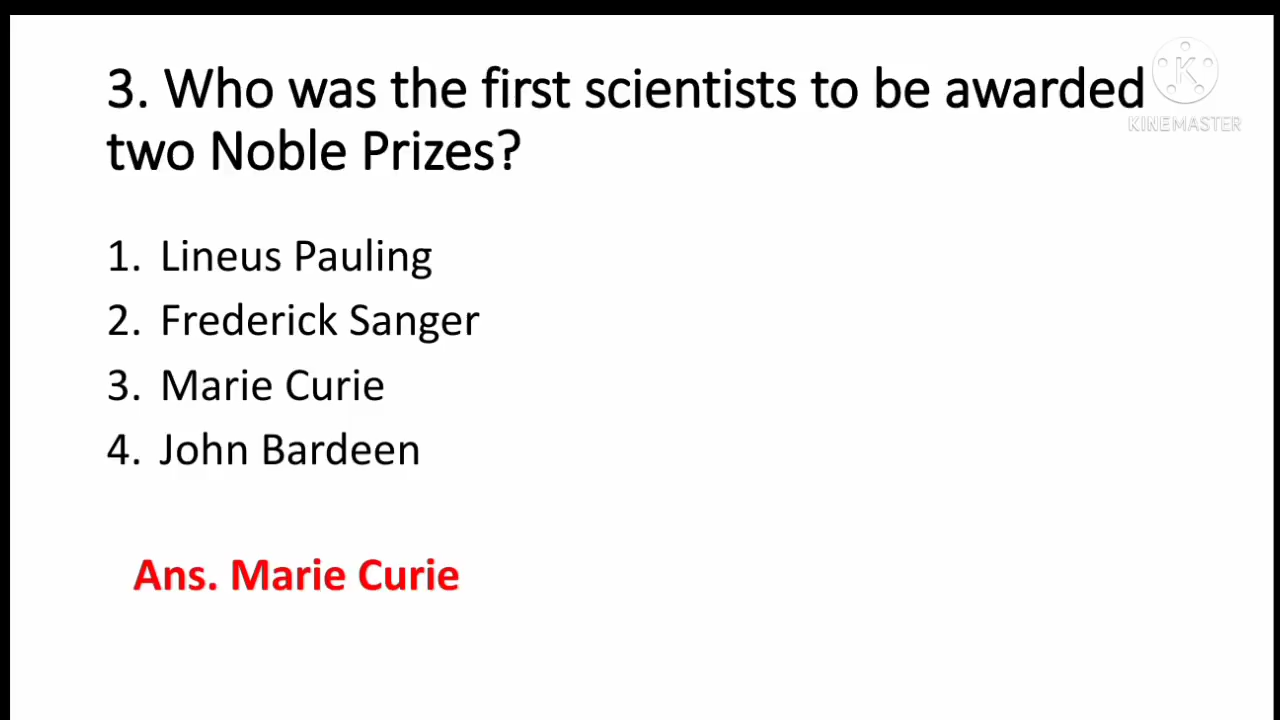 3. Who was the first scientists to be awarded
two Noble Prizes?
KINEMASTER
1. Lineus Pauling
2. Frederick Sanger
3. Marie Curie
4. John Bardeen
Ans. Marie Curie